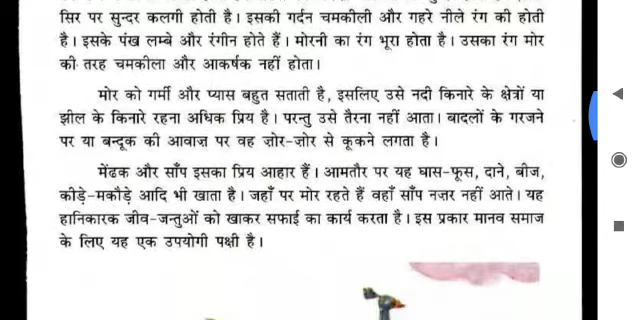 सिर पर सुन्दर कलगी होती है। इसकी गर्दन चमकीली और गहरे नीले रंग की होती
है। इसके पंख लम्बे और रंगीन होते हैं। मोरनी का रंग भूरा होता है। उसका रंग मोर
की तरह चमकीला और आकर्षक नहीं होता।
मोर को गर्मी और प्यास बहुत सताती है, इसलिए उसे नदी किनारे के क्षेत्रों या
झील के किनारे रहना अधिक प्रिय है। परन्तु उसे तैरना नहीं आता। बादलों के गरजने
पर या बन्दूक की आवाज़ पर वह ज़ोर-ज़ोर से कूकने लगता है।
मेंढक और साँप इसका प्रिय आहार हैं। आमतौर पर यह घास-फूस, दाने, बीज,
कीड़े-मकौड़े आदि भी खाता है। जहाँ पर मोर रहते हैं वहाँ साँप नज़र नहीं आते। यह
हानिकारक जीव-जन्तुओं को खाकर सफाई का कार्य करता है। इस प्रकार मानव समाज
के लिए यह एक उपयोगी पक्षी है।